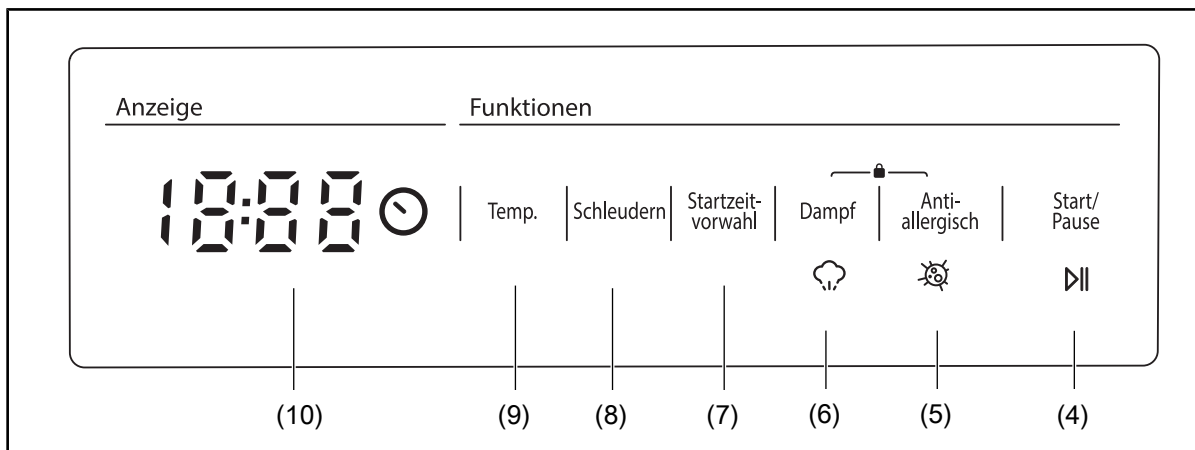 Anzeige Funktionen
18:88
Temp. Schleudern Startzeit-
vorwahl Dampf Anti-
allergisch Start/
Pause
(10) (9) (8) (7) (6) (5) (4)